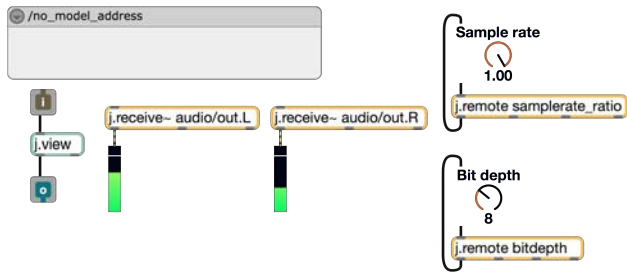 /no_model_address
Sample rate
1.00
j.remote samplerate_ratio
i
j.receive~ audio/out.L
j.receive~ audio/out.R
j.view
o
Bit depth
8
j.remote bitdepth